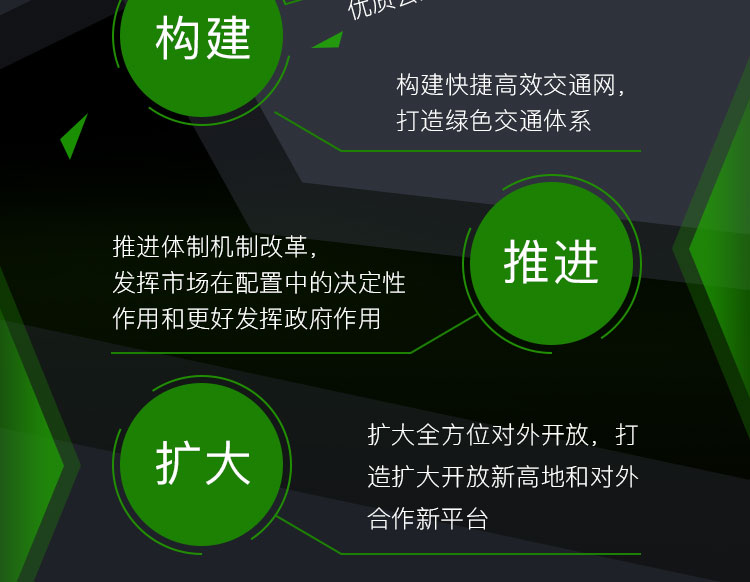 优质
构建
构建快捷高效交通网，
打造绿色交通体系
推进体制机制改革，
发挥市场在配置中的决定性
作用和更好发挥政府作用
推进
扩大
扩大全方位对外开放，打
造扩大开放新高地和对外
合作新平台